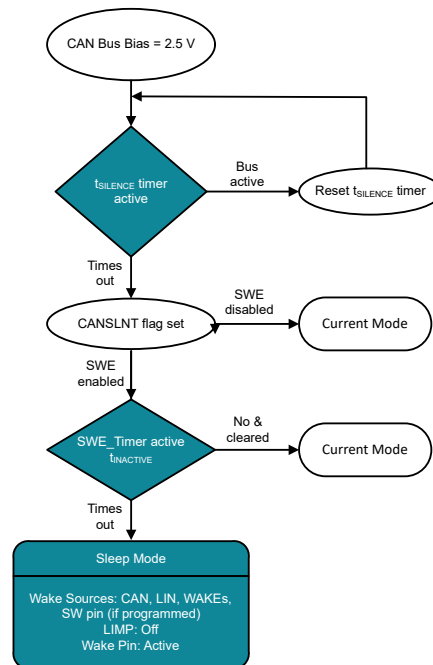 CAN Bus Bias = 2.5 V
tSILENCE timer
active
Bus
active
Reset tSILENCE timer
Times
out
CANSLNT flag set
SWE
disabled
Current Mode
SWE
enabled
SWE_Timer active
tINACTIVE
No &
cleared
Current Mode
Times
out
Sleep Mode
Wake Sources: CAN, LIN, WAKEs,
SW pin (if programmed)
LIMP: Off
Wake Pin: Active